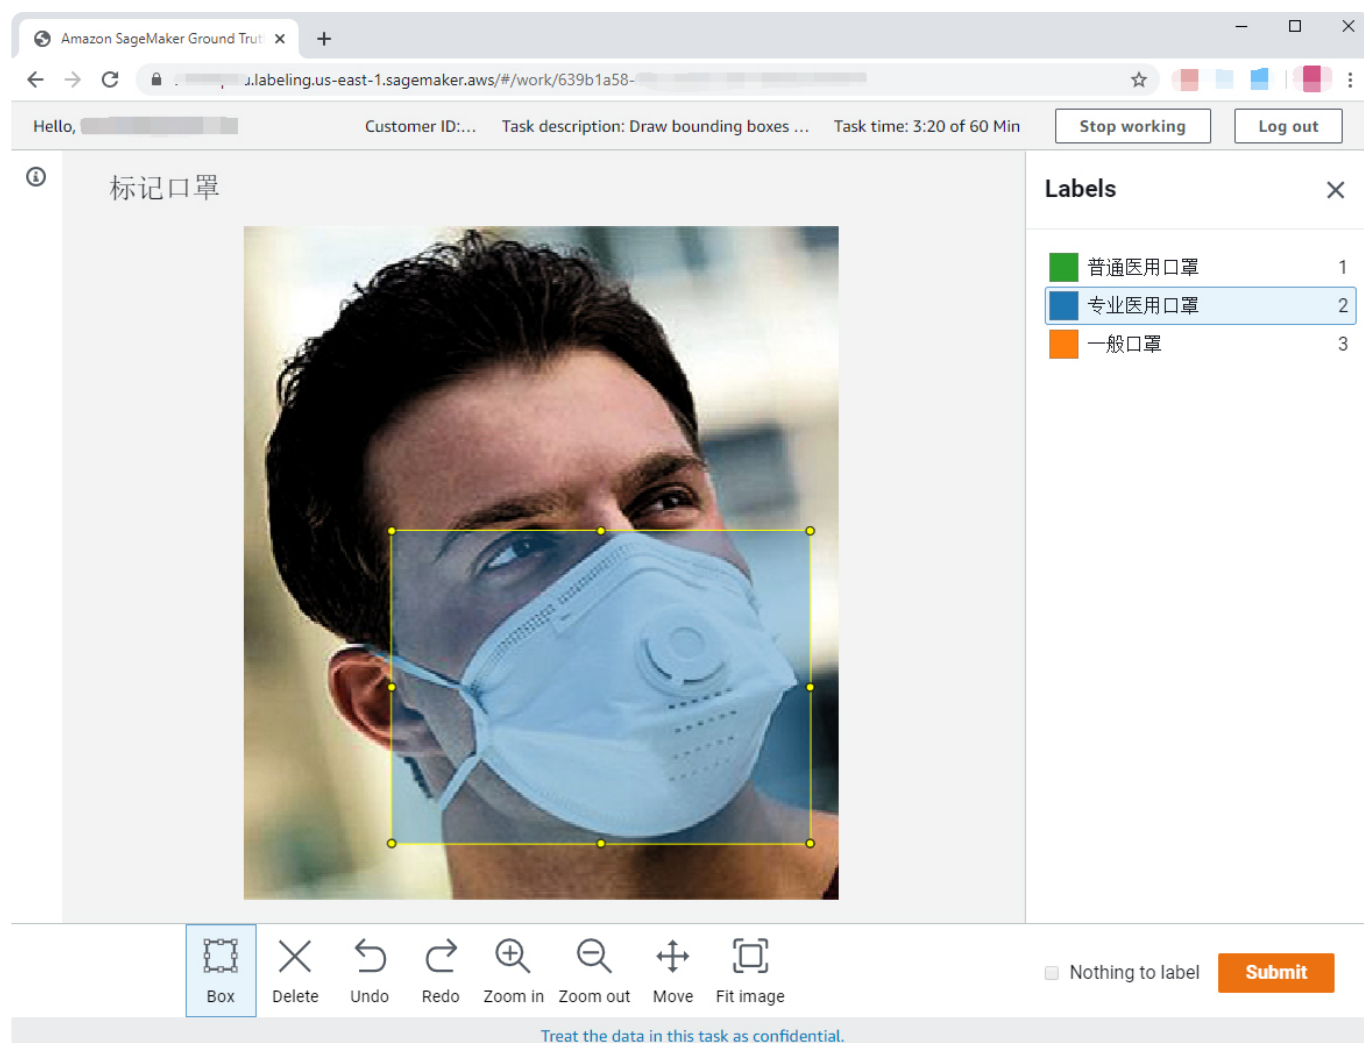 Amazon SageMaker Ground Trut
.labeling.us-east-1.sagemaker.aws/#/work/639b1a58-
Hello,
Customer ID:... Task description: Draw bounding boxes ... Task time: 3:20 of 60 Min Stop working Log out
标记口罩
Labels
普通医用口罩 1
专业医用口罩 2
一般口罩 3
Box Delete Undo Redo Zoom in Zoom out Move Fit image
Nothing to label Submit
Treat the data in this task as confidential.